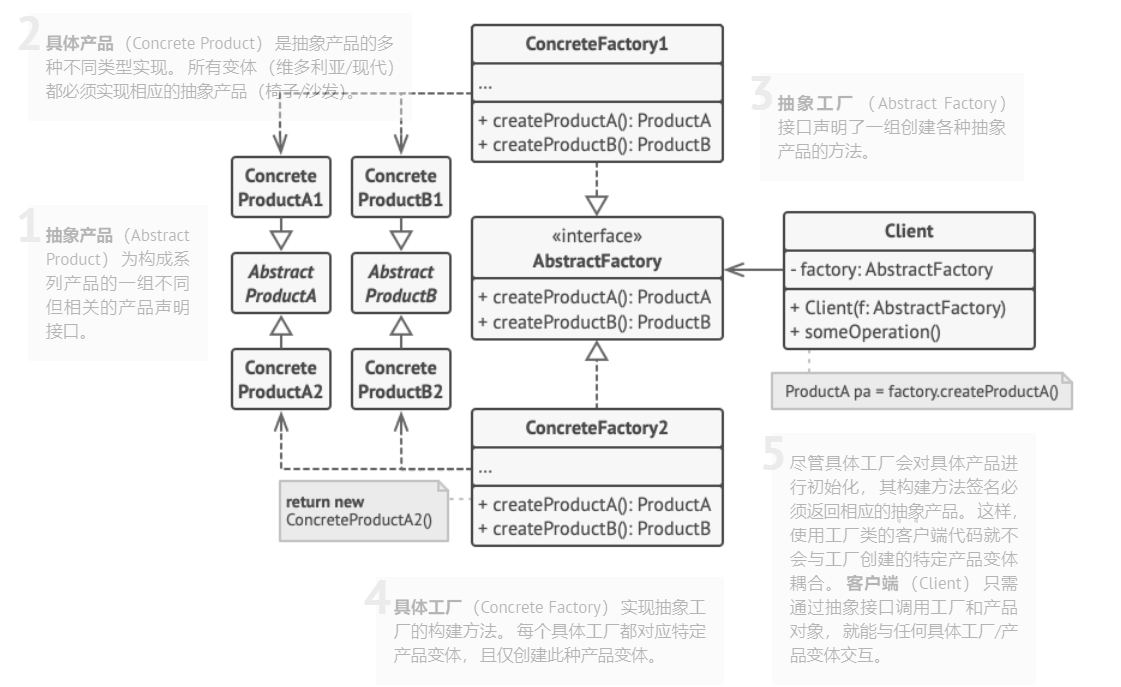 2
具体产品（Concrete Product）是抽象产品的多
种不同类型实现。所有变体（维多利亚/现代）
都必须实现相应的抽象产品（椅子/沙发）。
ConcreteFactory1
...
+ createProductA(): ProductA
+ createProductB(): ProductB
3
抽象工厂（Abstract Factory）
接口声明了一组创建各种抽象
产品的方法。
Concrete
ProductA1
Concrete
ProductB1
1
抽象产品（Abstract
Product）为构成系
列产品的一组不同
但相关的产品声明
接口。
Abstract
ProductA
Abstract
ProductB
«interface»
AbstractFactory
+ createProductA(): ProductA
+ createProductB(): ProductB
Client
- factory: AbstractFactory
+ Client(f: AbstractFactory)
+ someOperation()
ProductA pa = factory.createProductA()
Concrete
ProductA2
Concrete
ProductB2
ConcreteFactory2
...
+ createProductA(): ProductA
+ createProductB(): ProductB
return new
ConcreteProductA2()
4
具体工厂（Concrete Factory）实现抽象工
厂的构建方法。每个具体工厂都对应特定
产品变体，且仅创建此种产品变体。
5
尽管具体工厂会对具体产品进
行初始化，其构建方法签名必
须返回相应的抽象产品。这样，
使用工厂类的客户端代码就不
会与工厂创建的特定产品变体
耦合。客户端（Client）只需
通过抽象接口调用工厂和产品
对象，就能与任何具体工厂/产
品变体交互。